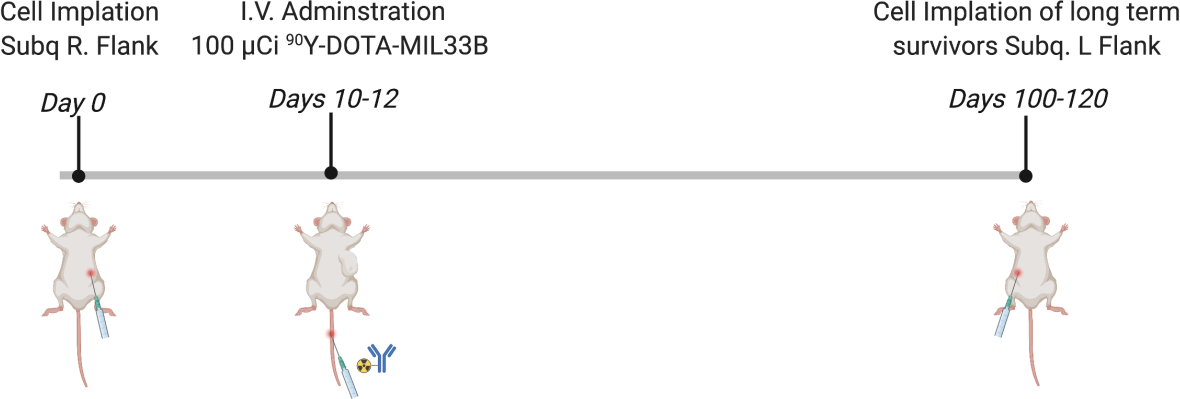 Cell Implation
Subq R. Flank
Day 0
I.V. Adminstration
100 µCi ⁹⁰Y-DOTA-MIL33B
Days 10-12
Cell Implation of long term
survivors Subq. L Flank
Days 100-120